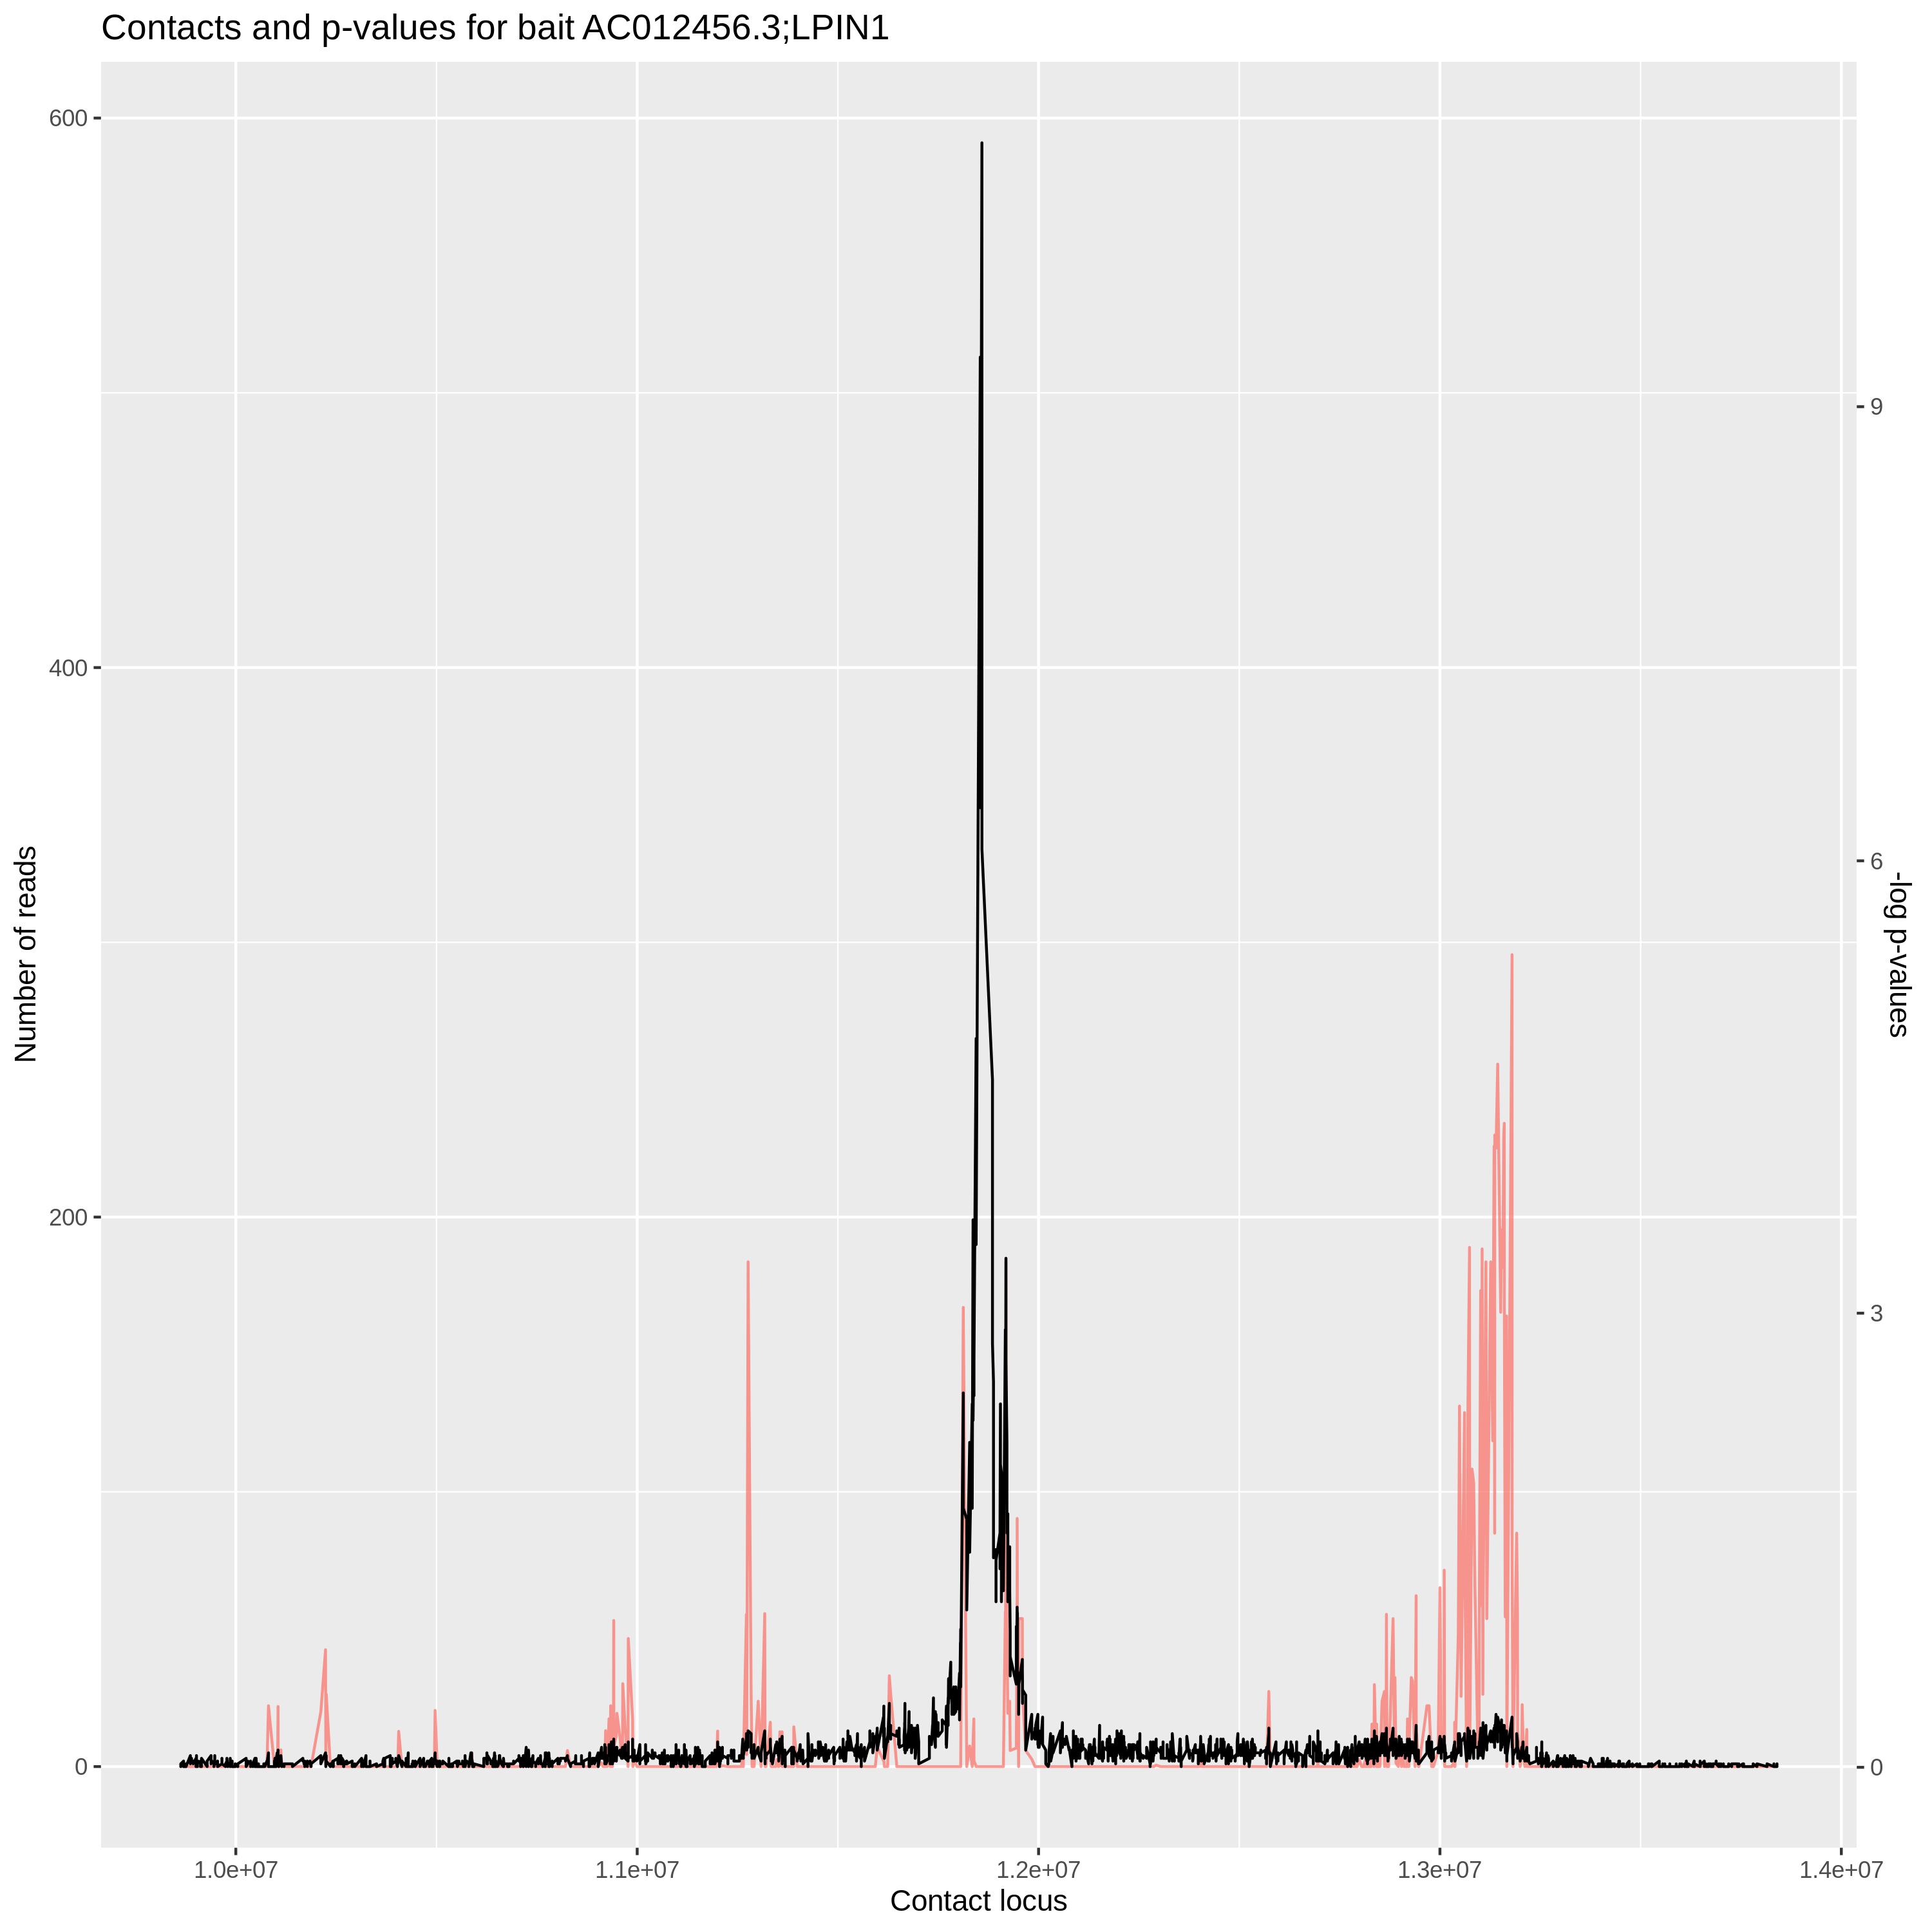 Contacts and p-values for bait AC012456.3;LPIN1
600
400
200
0
Number of reads
9
6
3
0
-log p-values
1.0e+07
1.1e+07
1.2e+07
1.3e+07
1.4e+07
Contact locus